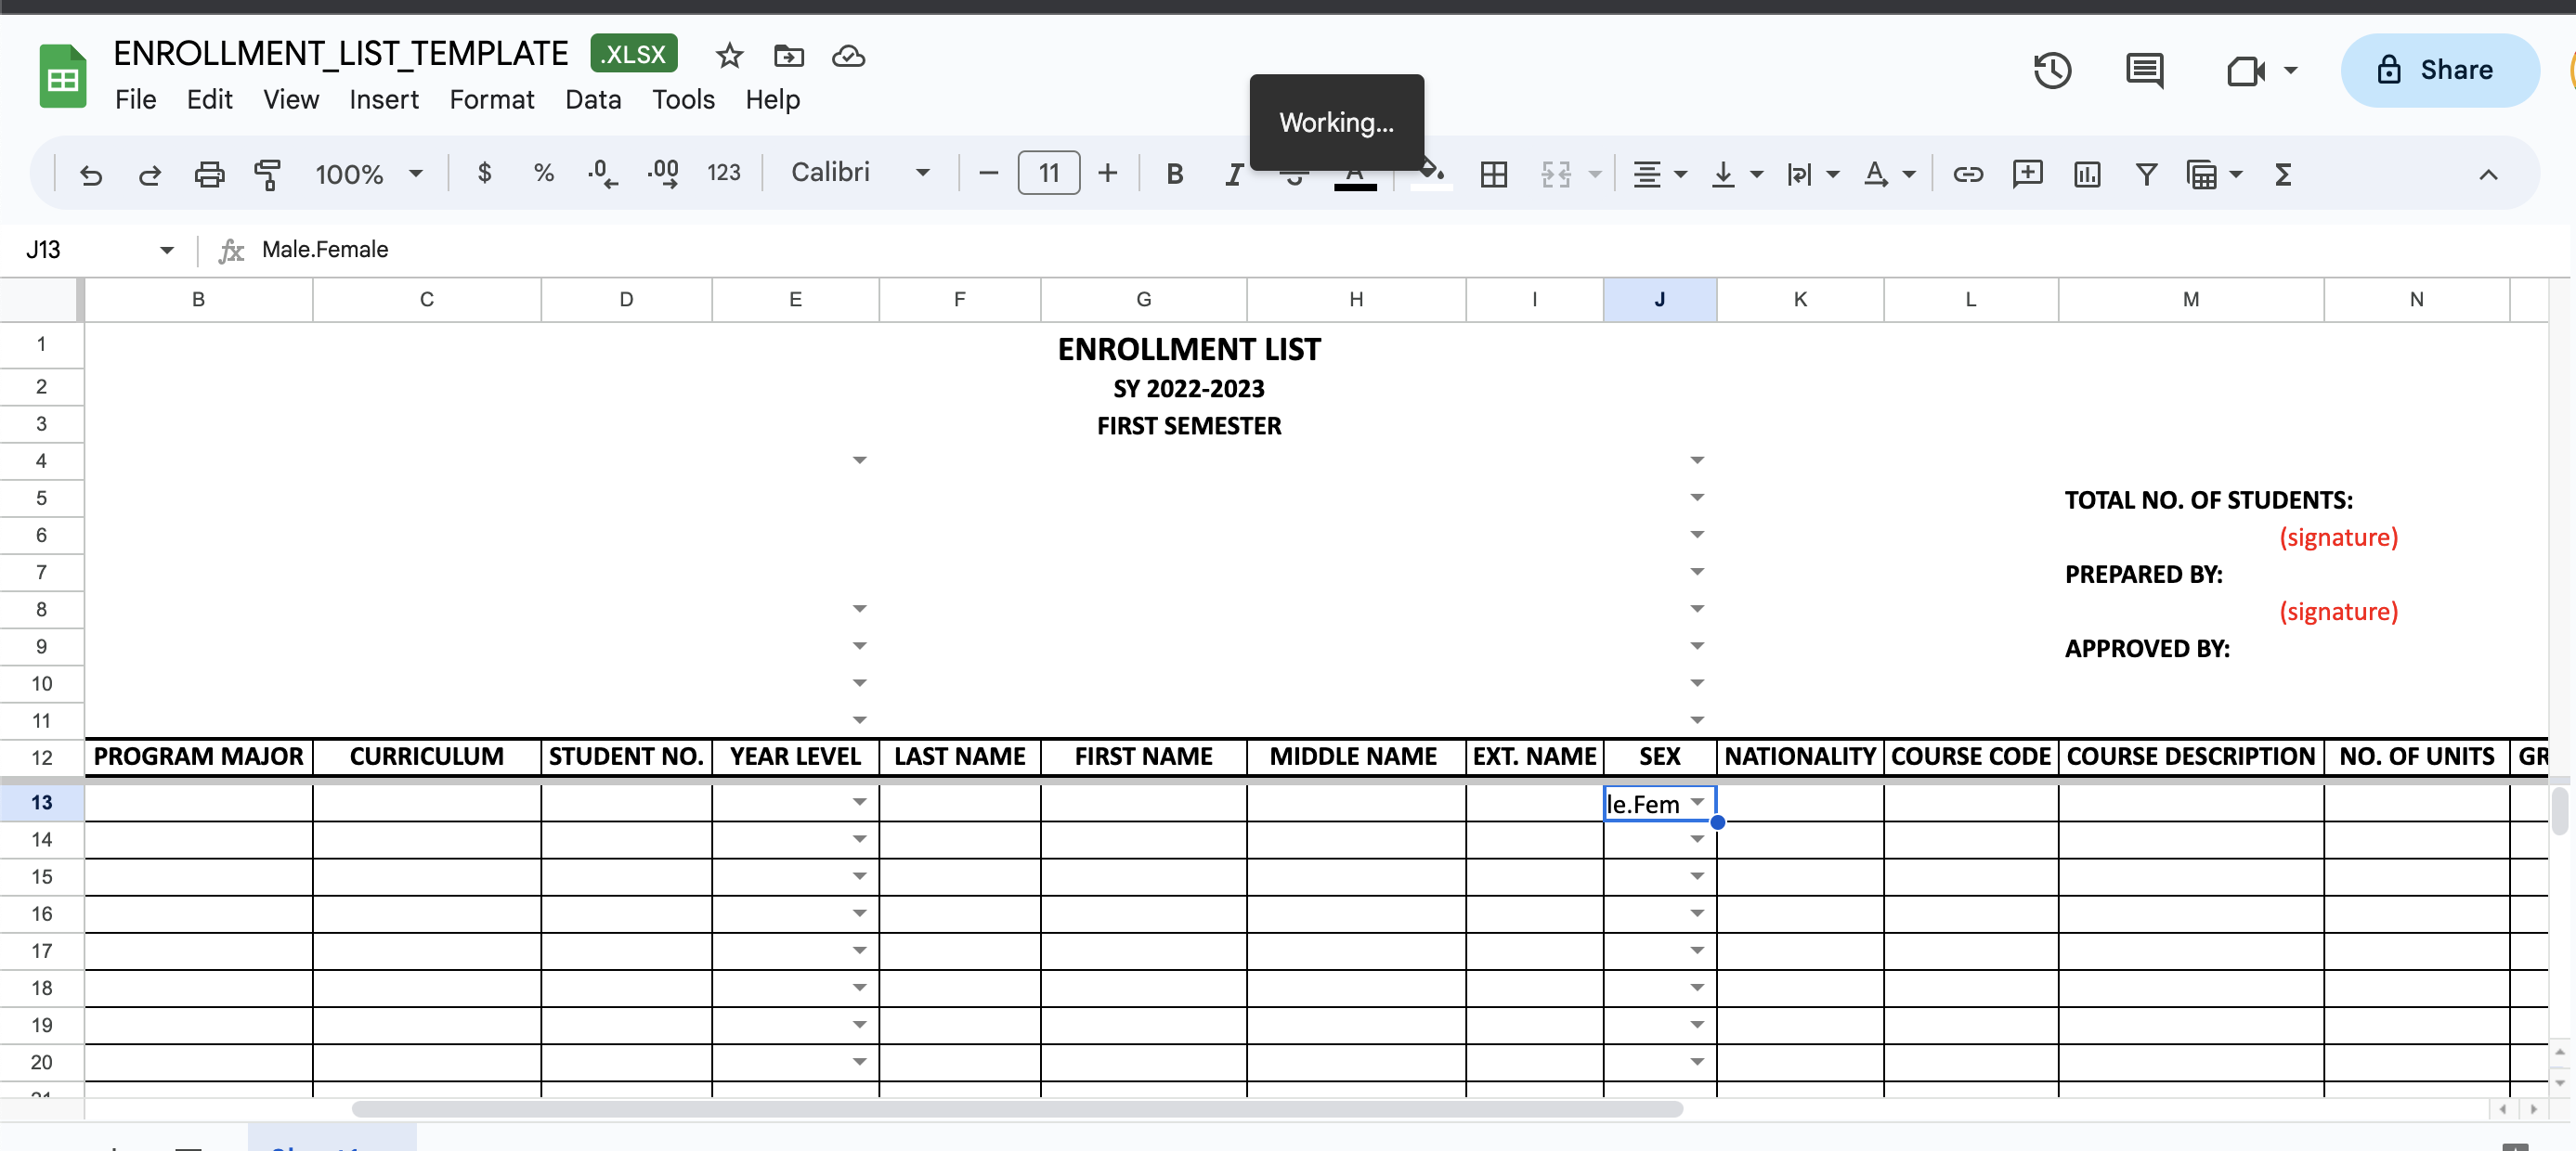 ENROLLMENT_LIST_TEMPLATE .XLSX
File Edit View Insert Format Data Tools Help
Working...
Share
100% $ % .0 .00 123 Calibri 11 B I A A Σ
J13 fx Male.Female
B C D E F G H I J K L M N
1 ENROLLMENT LIST
2 SY 2022-2023
3 FIRST SEMESTER
4
5 TOTAL NO. OF STUDENTS:
6 (signature)
7 PREPARED BY:
8 (signature)
9 APPROVED BY:
10
11
12 PROGRAM MAJOR CURRICULUM STUDENT NO. YEAR LEVEL LAST NAME FIRST NAME MIDDLE NAME EXT. NAME SEX NATIONALITY COURSE CODE COURSE DESCRIPTION NO. OF UNITS GR
13 le.Fem
14
15
16
17
18
19
20